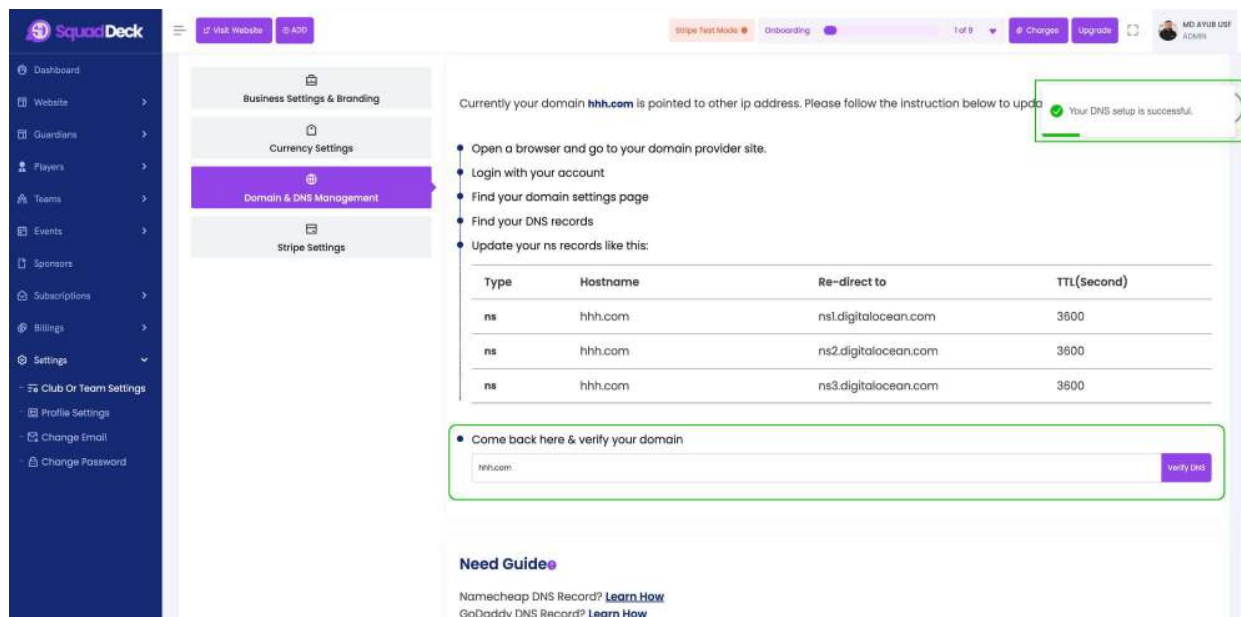 SquadDeck
Visit Website
ADD
Stripe Test Mode
Onboarding
1 of 9
Charges
Upgrade
MD AYUB USF
ADMIN
Dashboard
Website
Guardians
Players
Teams
Events
Sponsors
Subscriptions
Billings
Settings
Club Or Team Settings
Profile Settings
Change Email
Change Password
Business Settings & Branding
Currency Settings
Domain & DNS Management
Stripe Settings
Currently your domain hhh.com is pointed to other ip address. Please follow the instruction below to upda
Your DNS setup is successful.
Open a browser and go to your domain provider site.
Login with your account
Find your domain settings page
Find your DNS records
Update your ns records like this:
Type Hostname Re-direct to TTL(Second)
ns hhh.com ns1.digitalocean.com 3600
ns hhh.com ns2.digitalocean.com 3600
ns hhh.com ns3.digitalocean.com 3600
Come back here & verify your domain
hhh.com
Verify DNS
Need Guide
Namecheap DNS Record? Learn How
GoDaddy DNS Record? Learn How